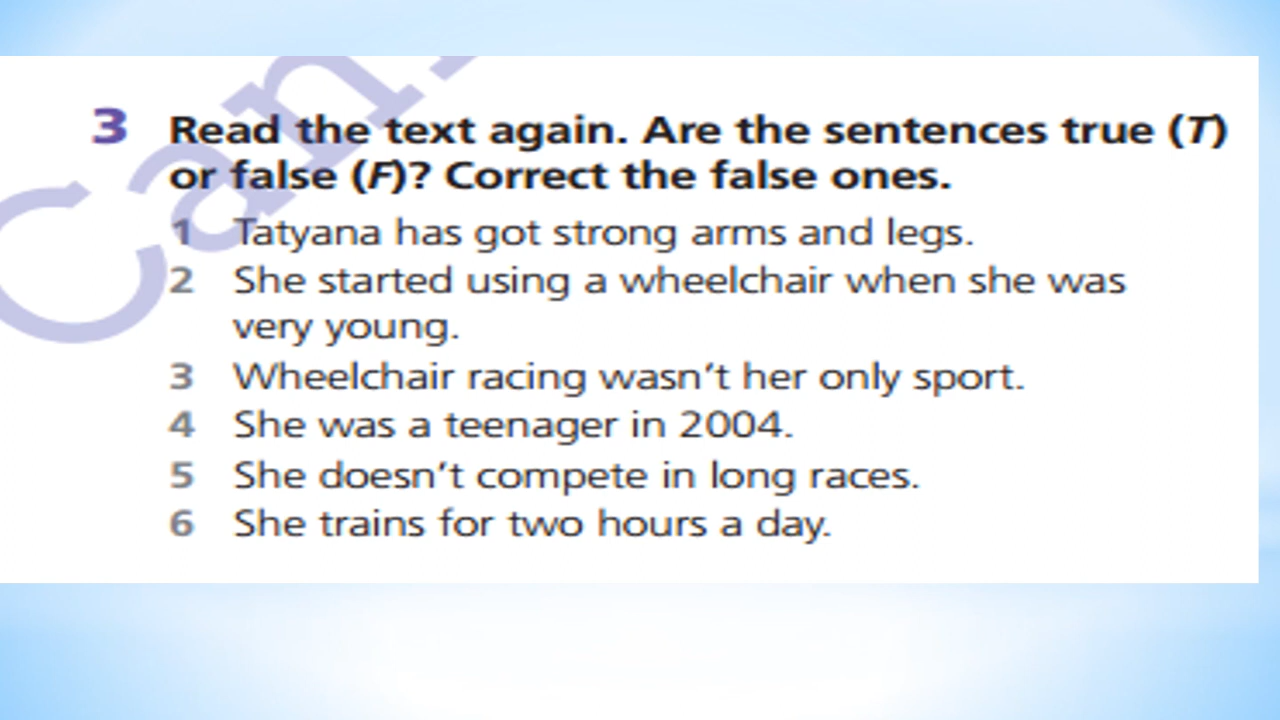 3 Read the text again. Are the sentences true (T)
or false (F)? Correct the false ones.
1 Tatyana has got strong arms and legs.
2 She started using a wheelchair when she was
very young.
3 Wheelchair racing wasn't her only sport.
4 She was a teenager in 2004.
5 She doesn't compete in long races.
6 She trains for two hours a day.